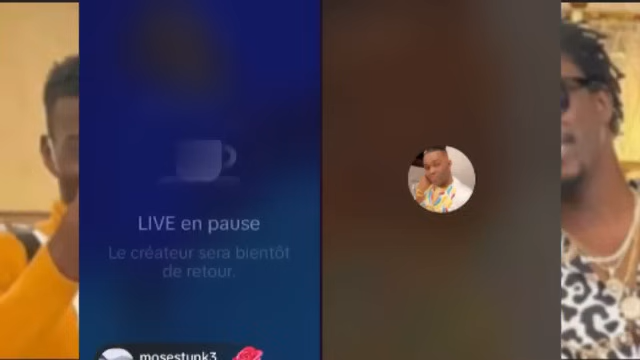 LIVE en pause
Le créateur sera bientôt
de retour.
mosestunk3